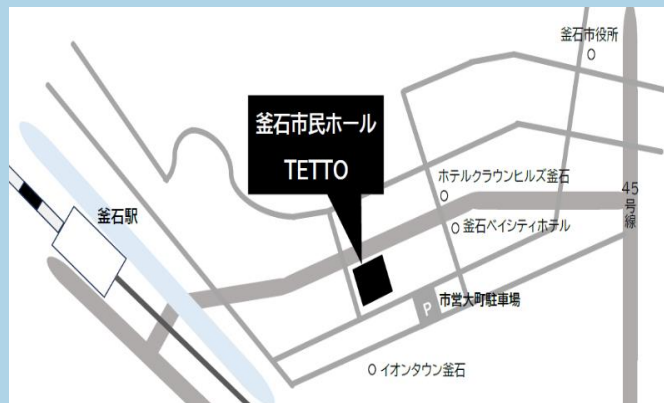 釜石市役所
釜石市民ホール
TETTO
ホテルクラウンヒルズ釜石
45号線
釜石駅
釜石ベイシティホテル
市営大町駐車場
P
イオンタウン釜石